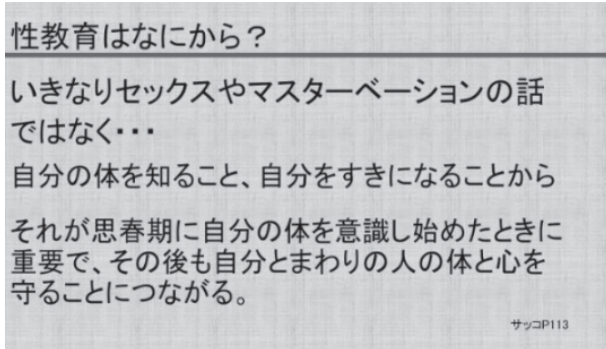 性教育はなにから？
いきなりセックスやマスターベーションの話
ではなく・・・
自分の体を知ること、自分をすきになることから
それが思春期に自分の体を意識し始めたときに
重要で、その後も自分とまわりの人の体と心を
守ることにつながる。
サッコP113